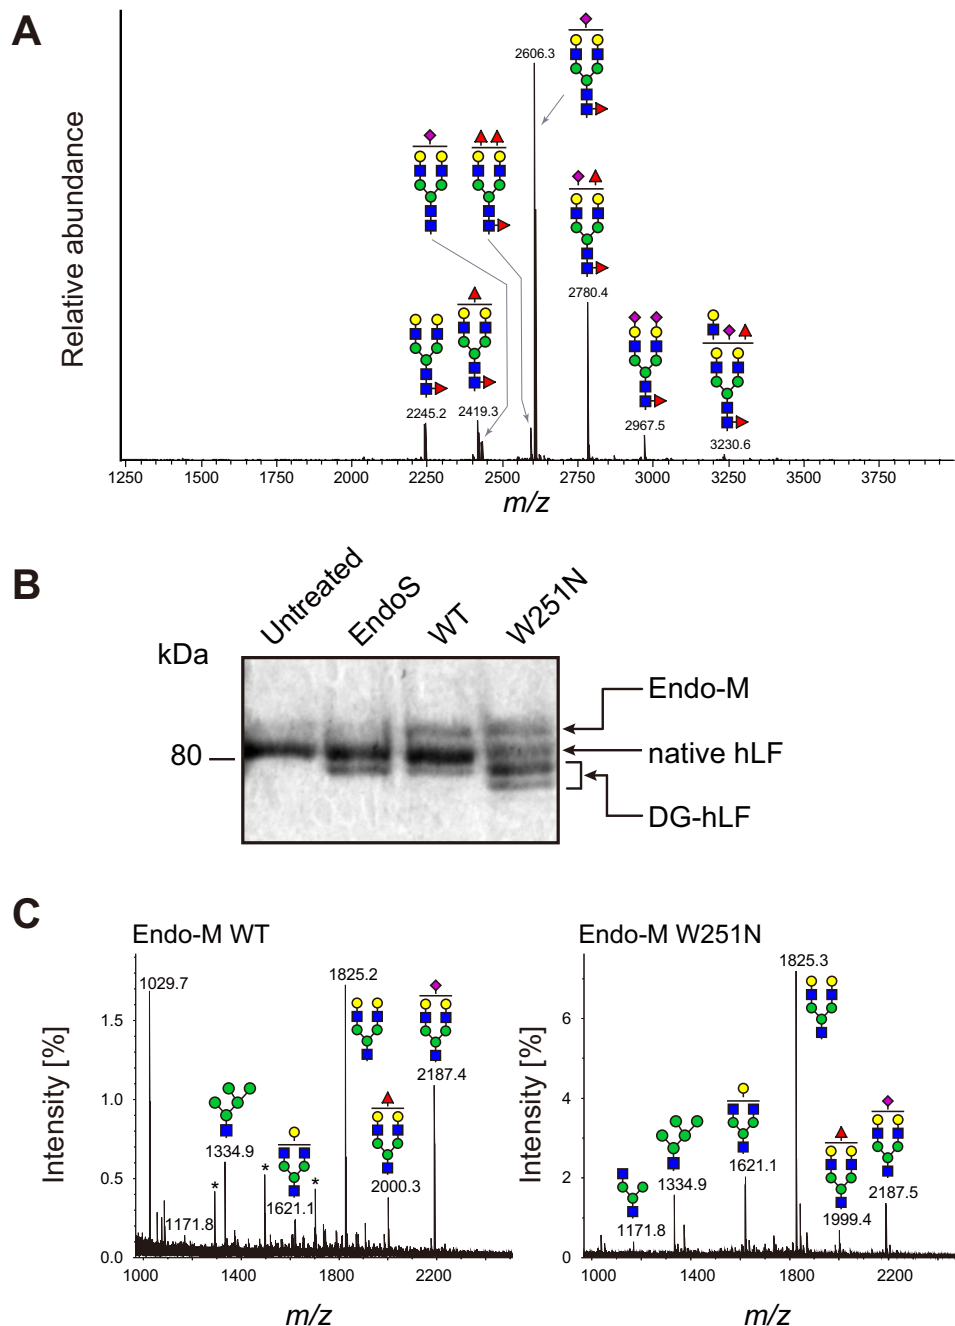 A
Relative abundance
2606.3
2780.4
2245.2
2419.3
2967.5
3230.6
1250
1500
1750
2000
2250
2500
2750
3000
3250
3500
3750
m/z
B
Untreated
EndoS
WT
W251N
kDa
80
Endo-M
native hLF
DG-hLF
C
Endo-M WT
Intensity [%]
1.5
1.0
0.5
0.0
1029.7
1825.2
2187.4
1334.9
*
*
*
1621.1
2000.3
1171.8
1000
1400
1800
2200
m/z
Endo-M W251N
Intensity [%]
6
4
2
0
1825.3
1621.1
1334.9
1171.8
1999.4
2187.5
1000
1400
1800
2200
m/z